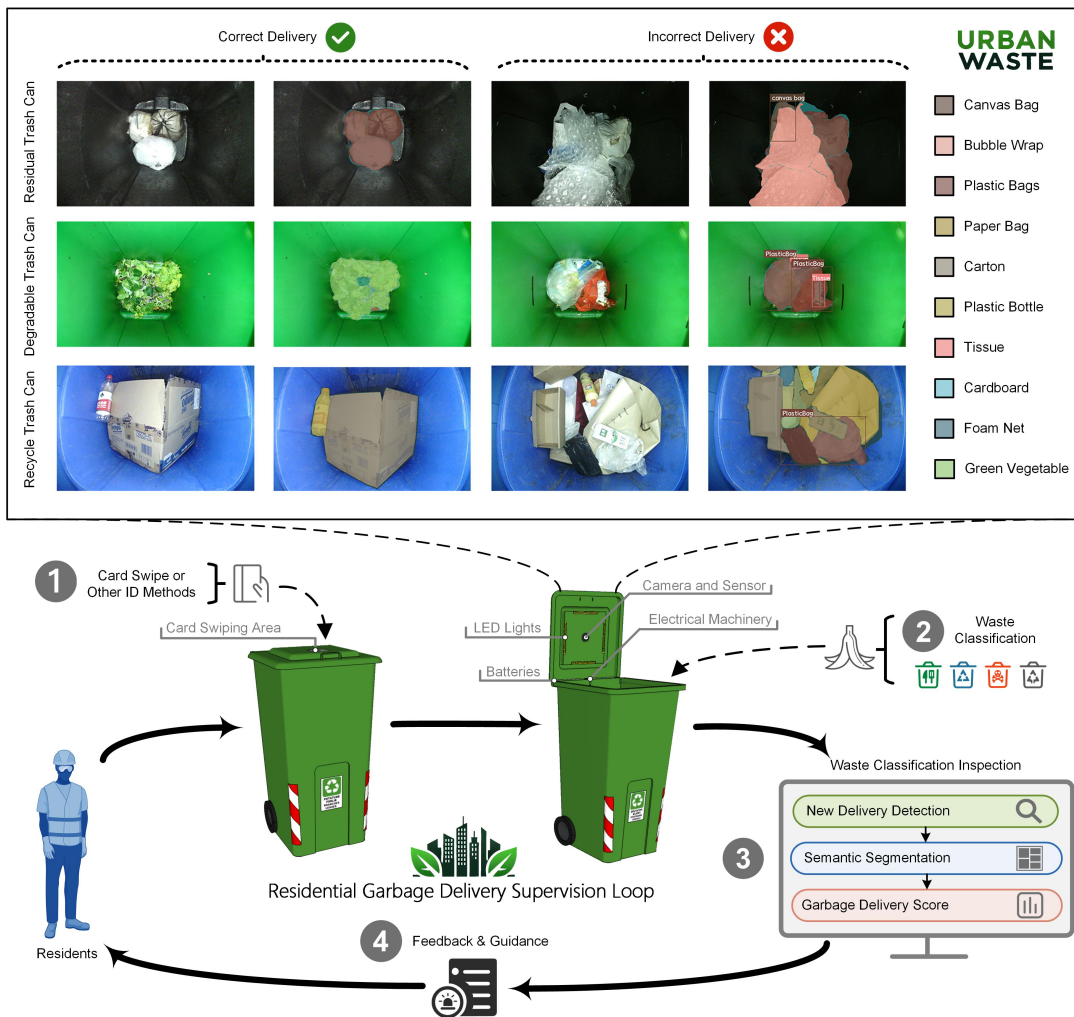 Correct Delivery
Incorrect Delivery
URBAN
WASTE
Residual Trash Can
Degradable Trash Can
Recycle Trash Can
canvas bag
PlasticBag
PlasticBag
Tissue
PlasticBag
Canvas Bag
Bubble Wrap
Plastic Bags
Paper Bag
Carton
Plastic Bottle
Tissue
Cardboard
Foam Net
Green Vegetable
1
Card Swipe or
Other ID Methods
Card Swiping Area
Camera and Sensor
LED Lights
Electrical Machinery
Batteries
2
Waste
Classification
Waste Classification Inspection
New Delivery Detection
3
Semantic Segmentation
Garbage Delivery Score
Residential Garbage Delivery Supervision Loop
4
Feedback & Guidance
Residents